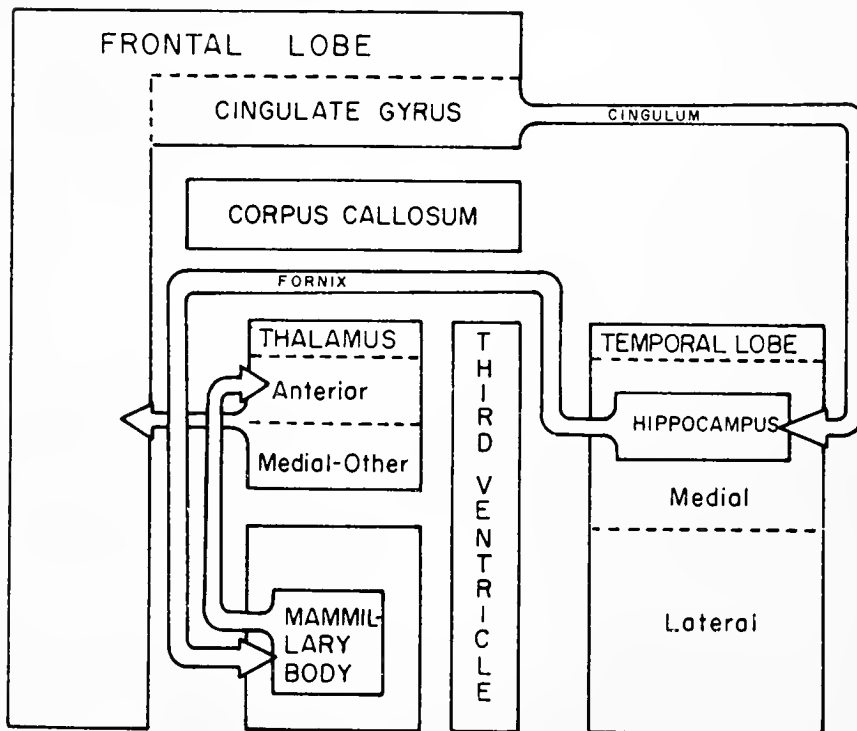 FRONTAL LOBE
CINGULATE GYRUS
CINGULUM
CORPUS CALLOSUM
FORNIX
THALAMUS
Anterior
Medial-Other
THIRD VENTRICLE
TEMPORAL LOBE
HIPPOCAMPUS
Medial
Lateral
MAMMIL-
LARY
BODY